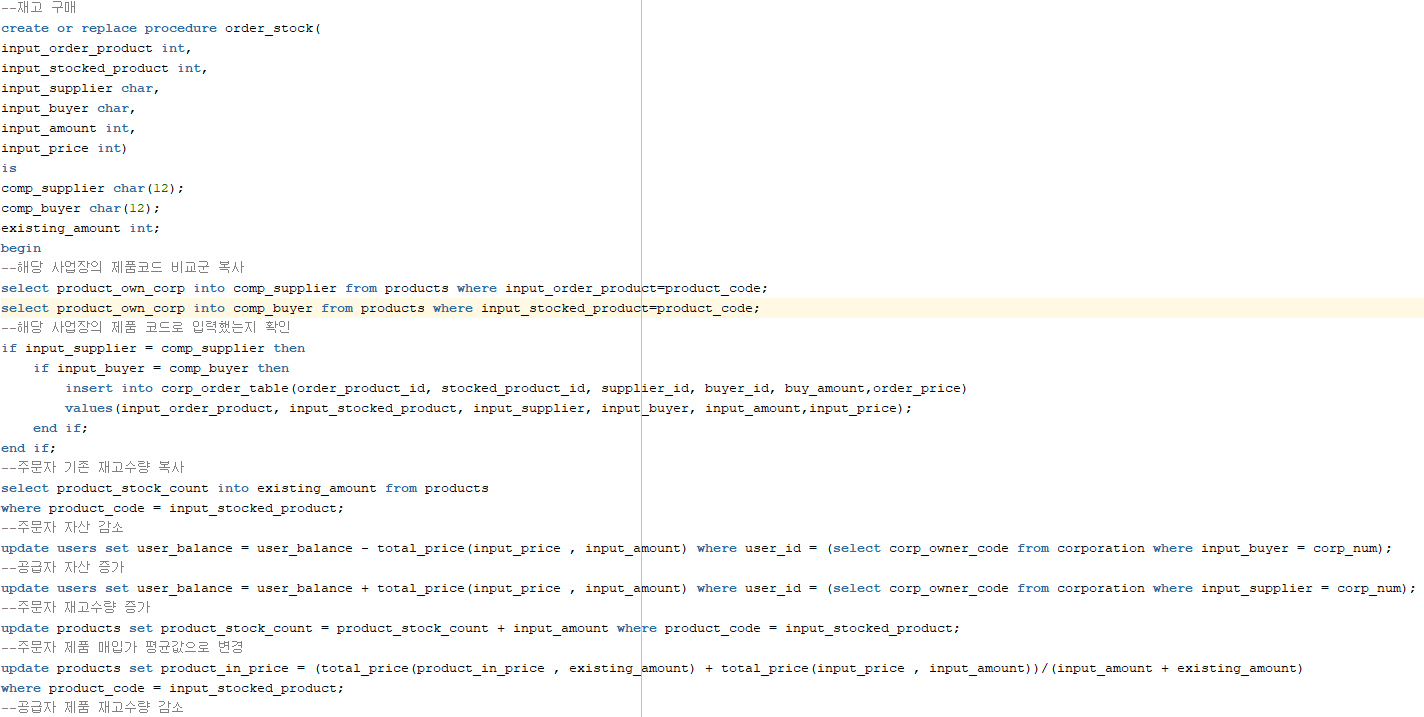 --재고 구매
create or replace procedure order_stock(
input_order_product int,
input_stocked_product int,
input_supplier char,
input_buyer char,
input_amount int,
input_price int)
is
comp_supplier char(12);
comp_buyer char(12);
existing_amount int;
begin
--해당 사업장의 제품코드 비교군 복사
select product_own_corp into comp_supplier from products where input_order_product=product_code;
select product_own_corp into comp_buyer from products where input_stocked_product=product_code;
--해당 사업장의 제품 코드로 입력했는지 확인
if input_supplier = comp_supplier then
    if input_buyer = comp_buyer then
        insert into corp_order_table(order_product_id, stocked_product_id, supplier_id, buyer_id, buy_amount,order_price)
        values(input_order_product, input_stocked_product, input_supplier, input_buyer, input_amount,input_price);
    end if;
end if;
--주문자 기존 재고수량 복사
select product_stock_count into existing_amount from products
where product_code = input_stocked_product;
--주문자 자산 감소
update users set user_balance = user_balance - total_price(input_price , input_amount) where user_id = (select corp_owner_code from corporation where input_buyer = corp_num);
--공급자 자산 증가
update users set user_balance = user_balance + total_price(input_price , input_amount) where user_id = (select corp_owner_code from corporation where input_supplier = corp_num);
--주문자 재고수량 증가
update products set product_stock_count = product_stock_count + input_amount where product_code = input_stocked_product;
--주문자 제품 매입가 평균값으로 변경
update products set product_in_price = (total_price(product_in_price , existing_amount) + total_price(input_price , input_amount))/(input_amount + existing_amount)
where product_code = input_stocked_product;
--공급자 제품 재고수량 감소